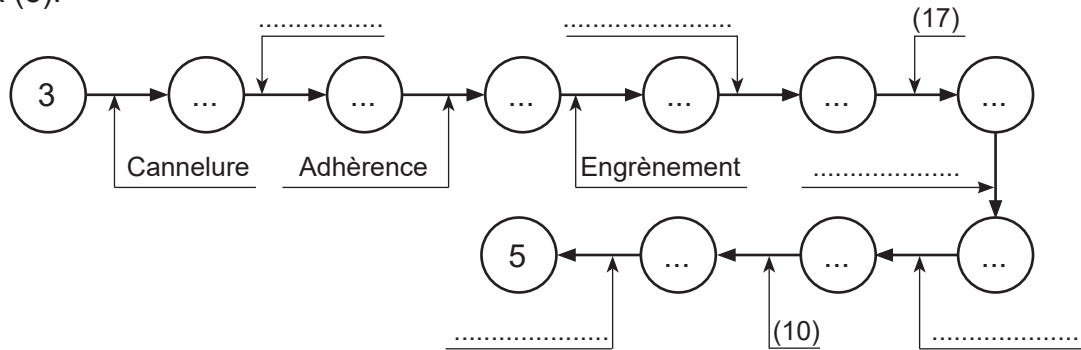 (5).
.................. ........................ (17)
3 ... ... ... ... ... ...
Cannelure Adhèrence Engrènement .....................
5 ... ... ...
...................... (10) .....................